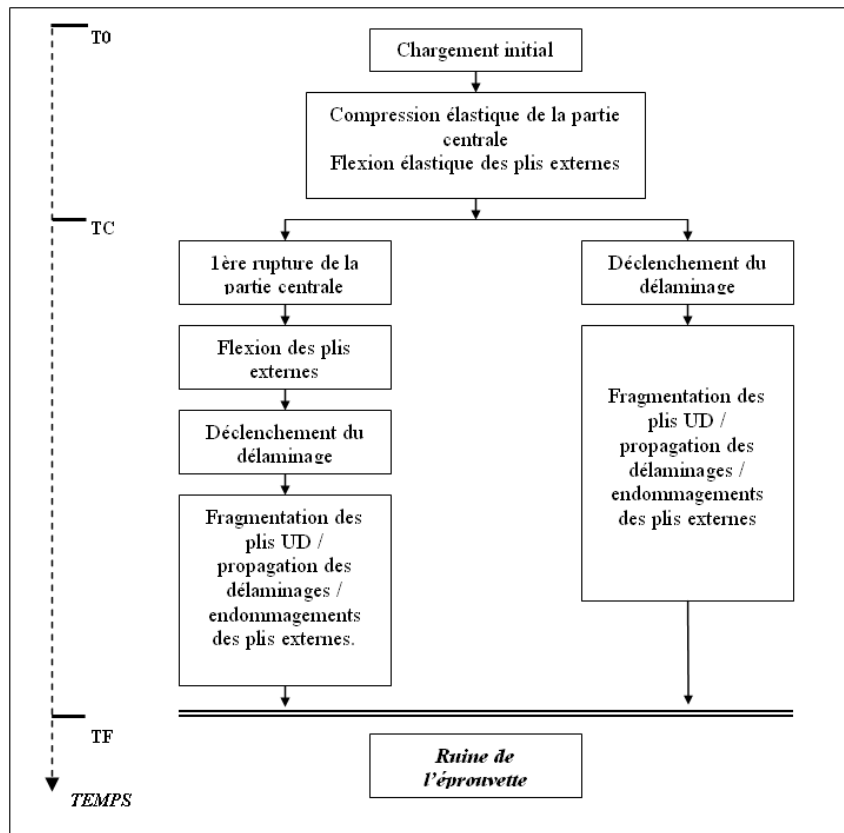 T0
Chargement initial
Compression élastique de la partie
centrale
Flexion élastique des plis externes
TC
1ère rupture de la
partie centrale
Flexion des plis
externes
Déclenchement du
délaminage
Fragmentation des
plis UD /
propagation des
délaminages /
endommagements
des plis externes.
Déclenchement du
délaminage
Fragmentation des
plis UD /
propagation des
délaminages /
endommagements
des plis externes
TF
Ruine de
l'éprouvette
TEMPS